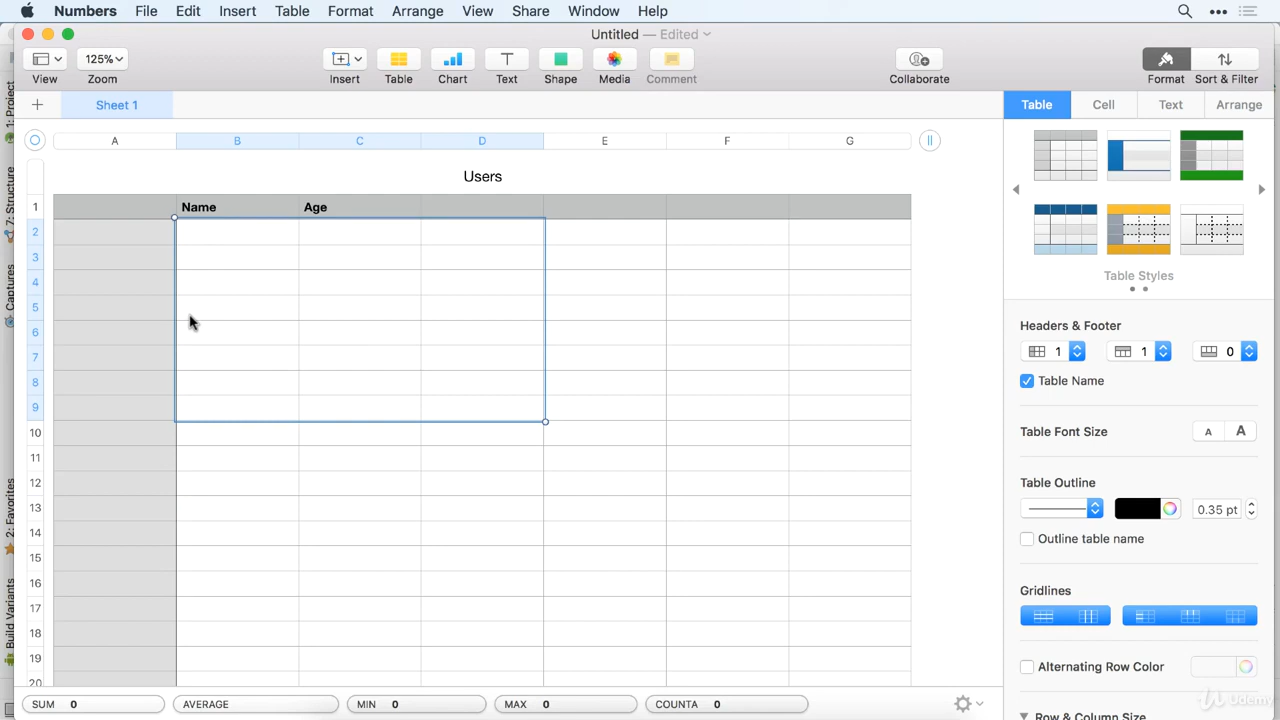 Numbers File Edit Insert Table Format Arrange View Share Window Help
Untitled — Edited
125%
View Zoom Insert Table Chart Text Shape Media Comment Collaborate Format Sort & Filter
Sheet 1
Table Cell Text Arrange
A B C D E F G
Users
1 Name Age
2
3
4
5
6
7
8
9
10
11
12
13
14
15
16
17
18
19
20
Table Styles
Headers & Footer
1 1 0
Table Name
Table Font Size
A A
Table Outline
0.35 pt
Outline table name
Gridlines
Alternating Row Color
Row & Column Size
SUM 0 AVERAGE MIN 0 MAX 0 COUNTA 0
1: Project
7: Structure
Captures
2: Favorites
Build Variants
Udemy